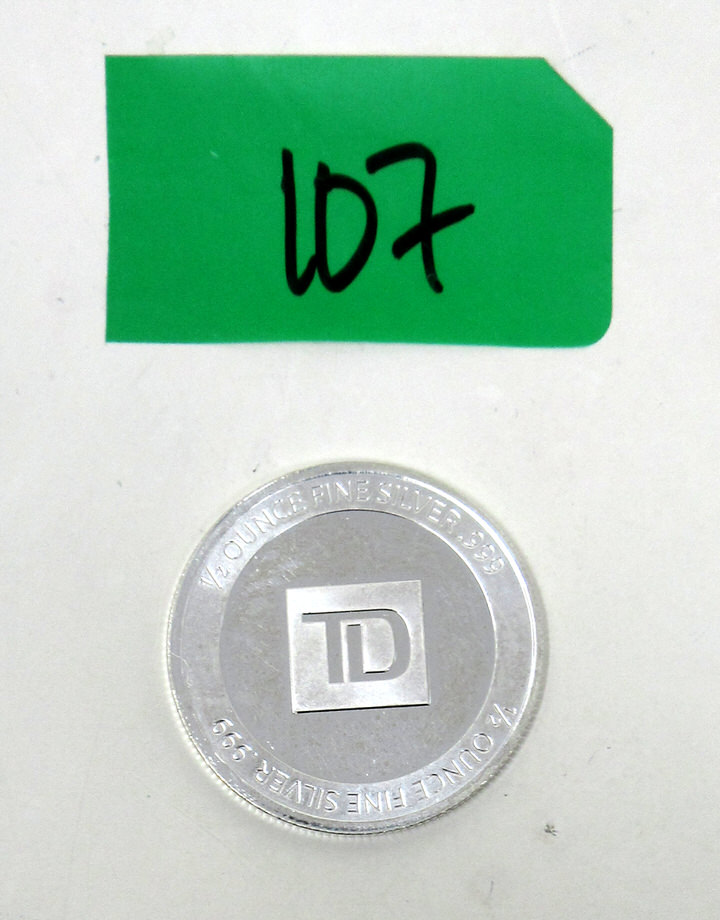 107
½ OUNCE FINE SILVER .999
TD
½ OUNCE FINE SILVER .999